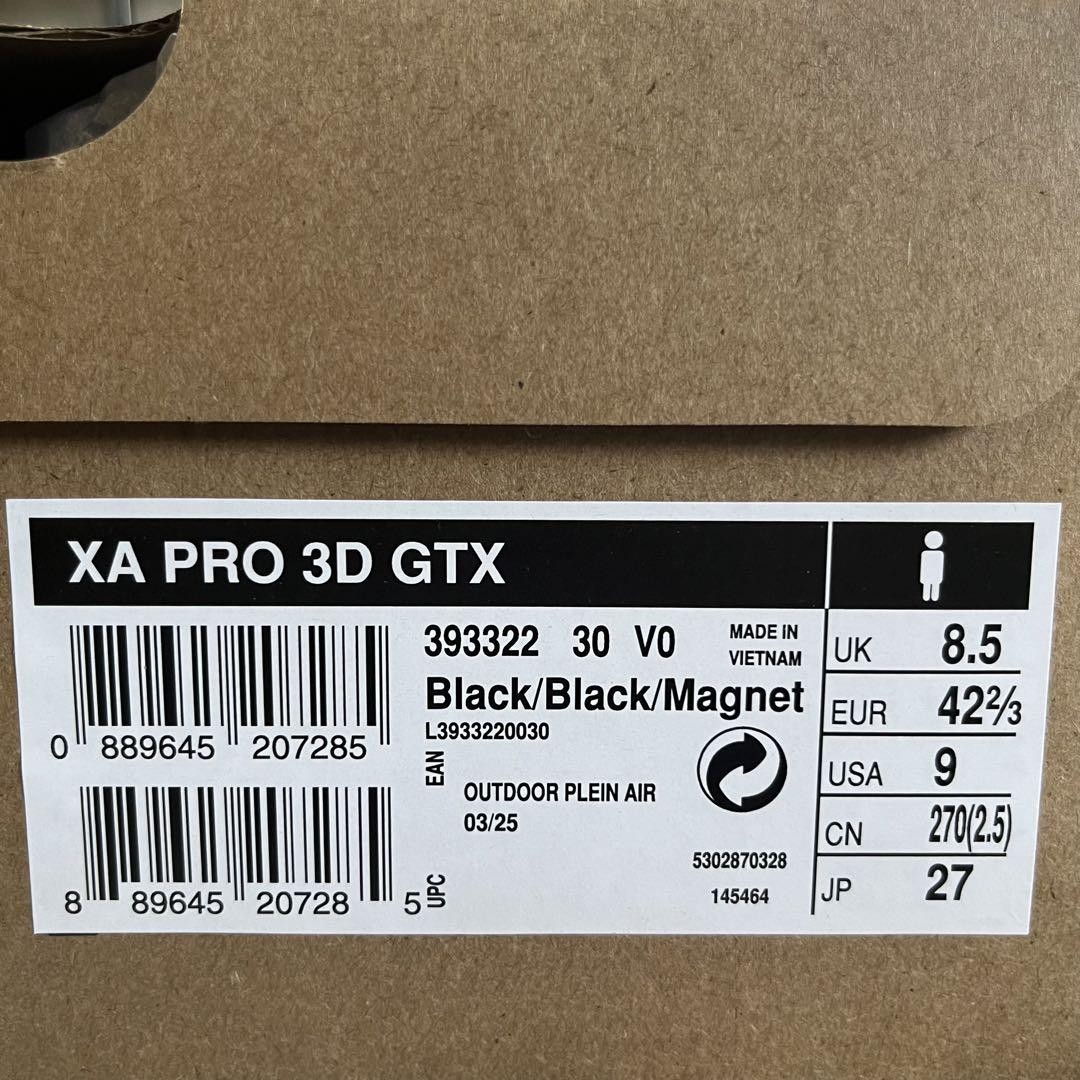 XA PRO 3D GTX
393322 30 V0
MADE IN
VIETNAM
Black/Black/Magnet
L3933220030
0 889645 207285
EAN
OUTDOOR PLEIN AIR
03/25
8 89645 20728 5
UPC
5302870328
145464
UK 8.5
EUR 42⅔
USA 9
CN 270(2.5)
JP 27